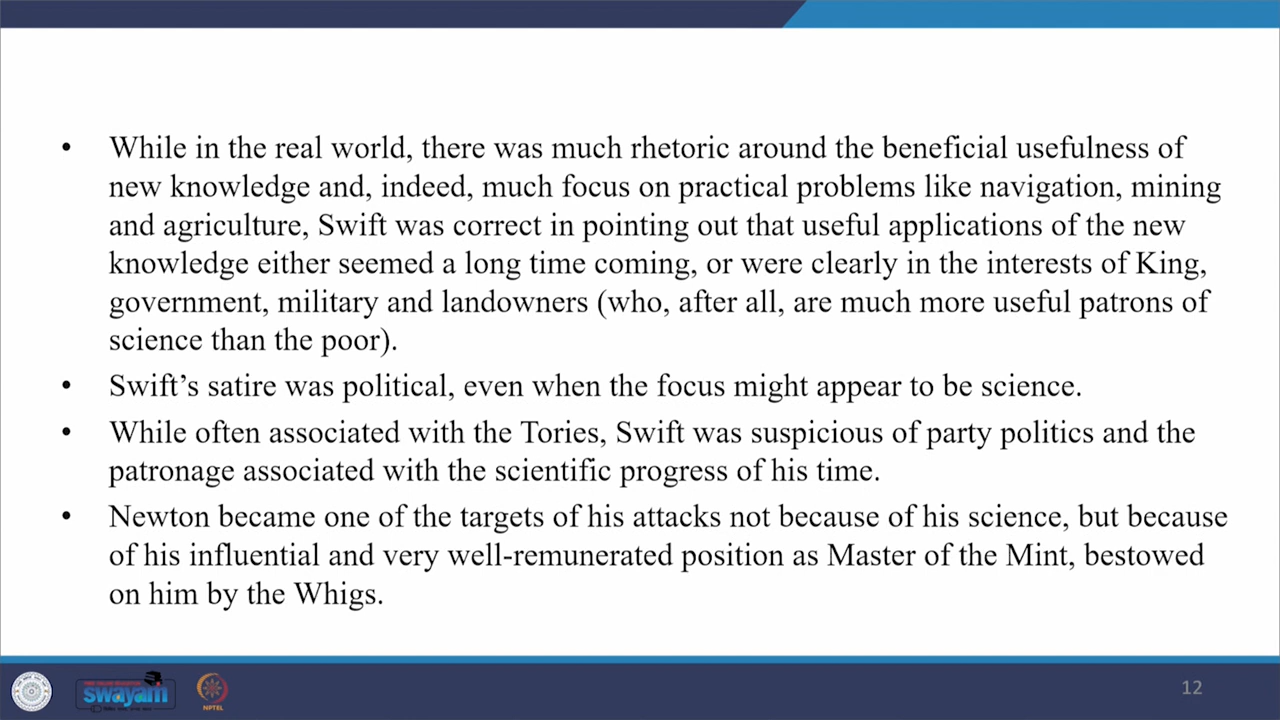 • While in the real world, there was much rhetoric around the beneficial usefulness of
new knowledge and, indeed, much focus on practical problems like navigation, mining
and agriculture, Swift was correct in pointing out that useful applications of the new
knowledge either seemed a long time coming, or were clearly in the interests of King,
government, military and landowners (who, after all, are much more useful patrons of
science than the poor).
• Swift’s satire was political, even when the focus might appear to be science.
• While often associated with the Tories, Swift was suspicious of party politics and the
patronage associated with the scientific progress of his time.
• Newton became one of the targets of his attacks not because of his science, but because
of his influential and very well-remunerated position as Master of the Mint, bestowed
on him by the Whigs.
swayam
NPTEL
12